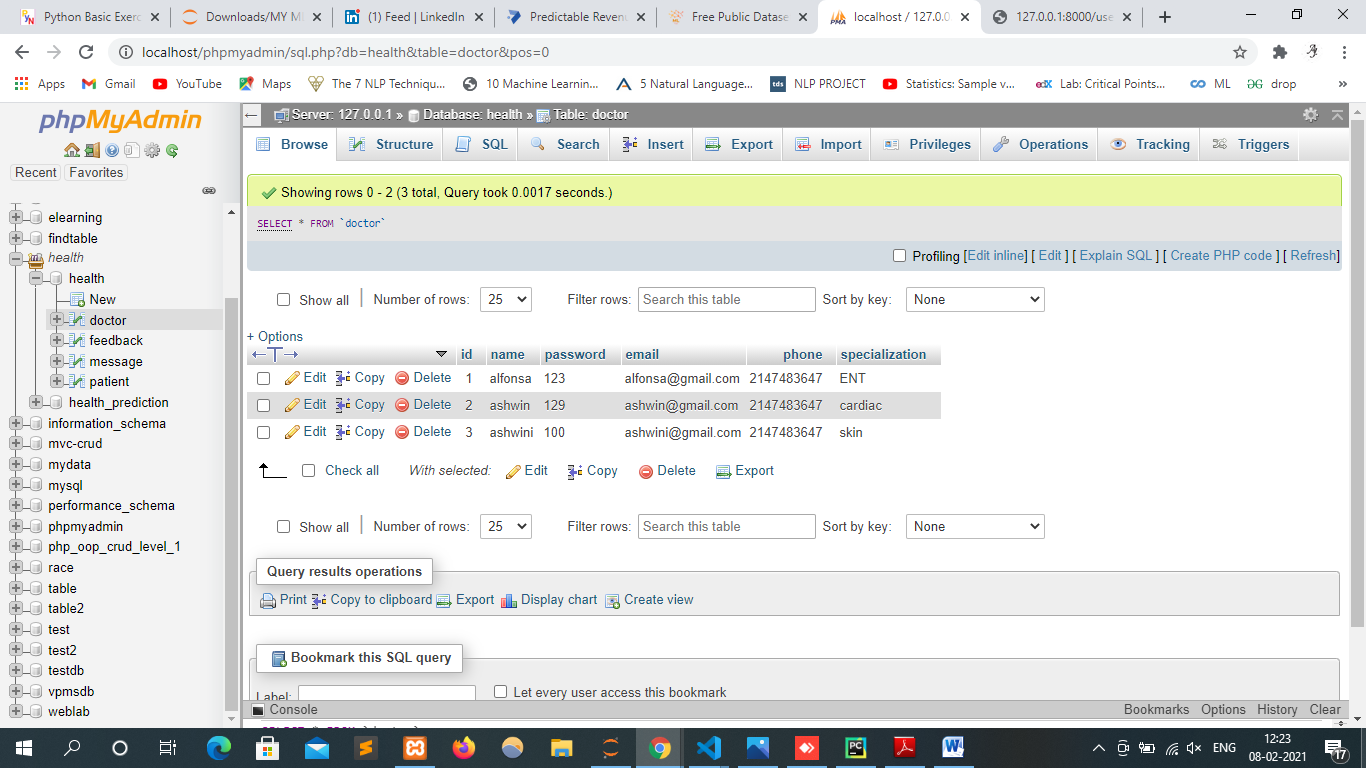 Python Basic Exerc
Downloads/MY M
(1) Feed | LinkedIn
Predictable Revenu
Free Public Datase
localhost / 127.0.0
127.0.0.1:8000/use
localhost/phpmyadmin/sql.php?db=health&table=doctor&pos=0
Apps
Gmail
YouTube
Maps
The 7 NLP Techniqu...
10 Machine Learnin...
5 Natural Language...
tds
NLP PROJECT
Statistics: Sample v...
edX
Lab: Critical Points...
ML
drop
»
phpMyAdmin
Recent
Favorites
elearning
findtable
health
health
New
doctor
feedback
message
patient
health_prediction
information_schema
mvc-crud
mydata
mysql
performance_schema
phpmyadmin
php_oop_crud_level_1
race
table
table2
test
test2
testdb
vpmsdb
weblab
Server: 127.0.0.1 » Database: health » Table: doctor
Browse
Structure
SQL
Search
Insert
Export
Import
Privileges
Operations
Tracking
Triggers
Showing rows 0 - 2 (3 total, Query took 0.0017 seconds.)
SELECT * FROM `doctor`
Profiling [Edit inline] [ Edit ] [ Explain SQL ] [ Create PHP code ] [ Refresh]
Show all | Number of rows: 25 Filter rows: Search this table Sort by key: None
+ Options
←T→ id name password email phone specialization
Edit Copy Delete 1 alfonsa 123 alfonsa@gmail.com 2147483647 ENT
Edit Copy Delete 2 ashwin 129 ashwin@gmail.com 2147483647 cardiac
Edit Copy Delete 3 ashwini 100 ashwini@gmail.com 2147483647 skin
Check all With selected: Edit Copy Delete Export
Show all | Number of rows: 25 Filter rows: Search this table Sort by key: None
Query results operations
Print Copy to clipboard Export Display chart Create view
Bookmark this SQL query
Label: Let every user access this bookmark
Console Bookmarks Options History Clear
ENG
12:23
08-02-2021
17